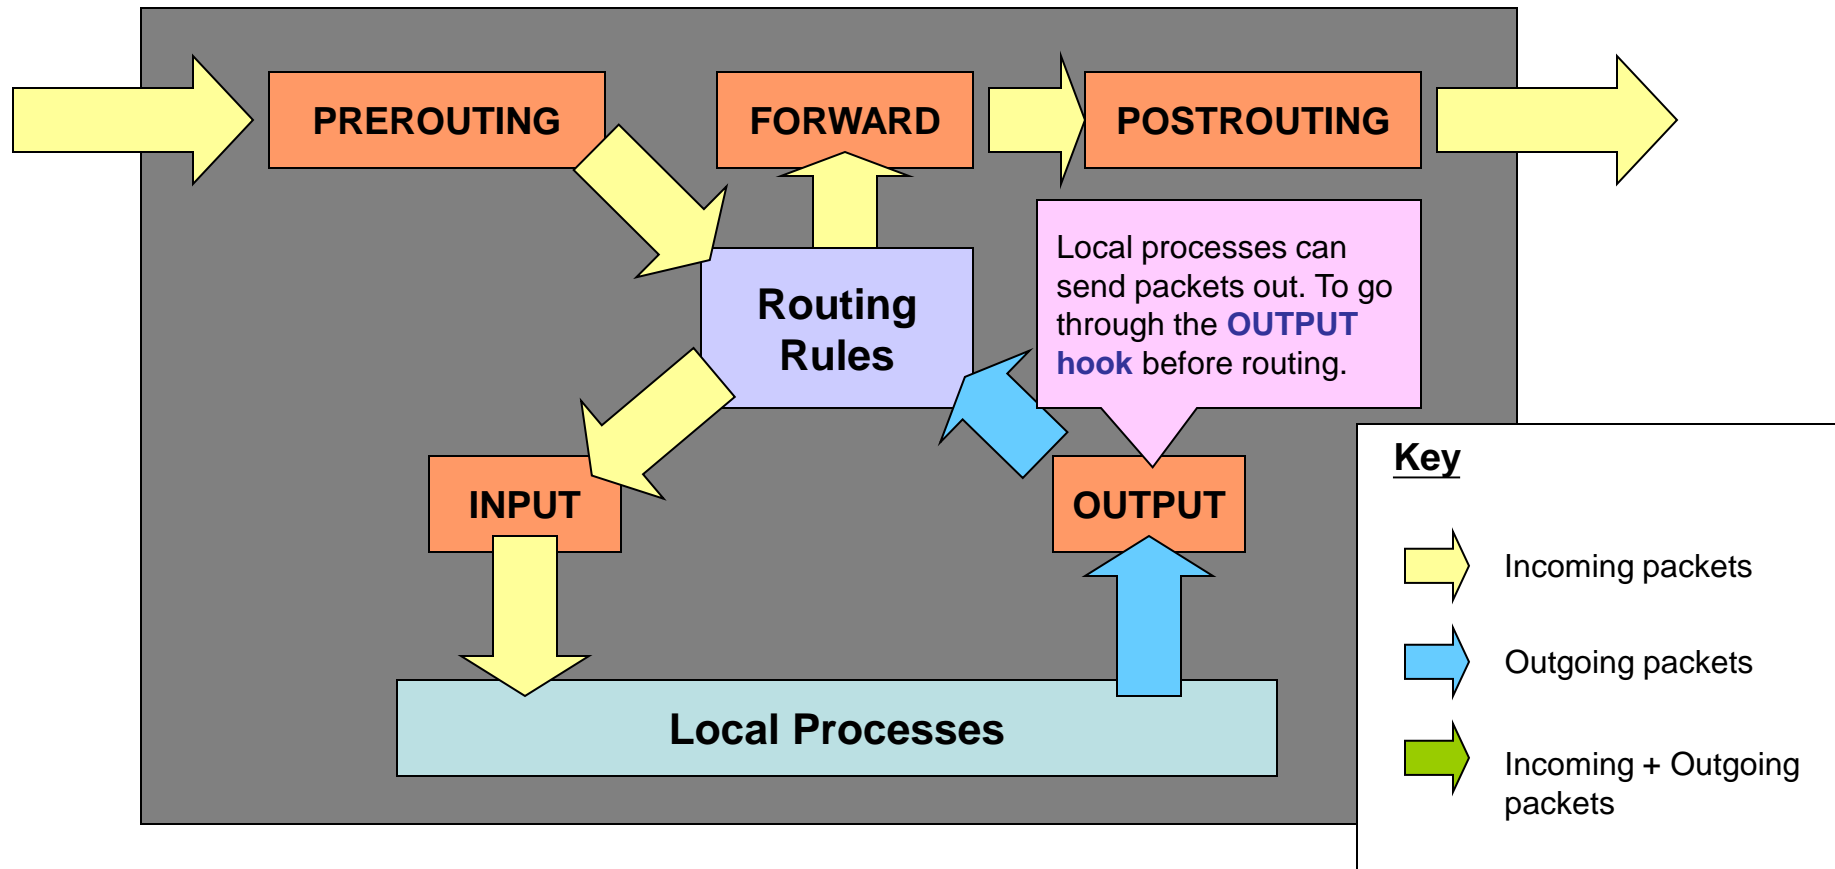 PREROUTING
FORWARD
POSTROUTING
Routing
Rules
Local processes can
send packets out. To go
through the OUTPUT
hook before routing.
INPUT
OUTPUT
Local Processes
Key
Incoming packets
Outgoing packets
Incoming + Outgoing
packets